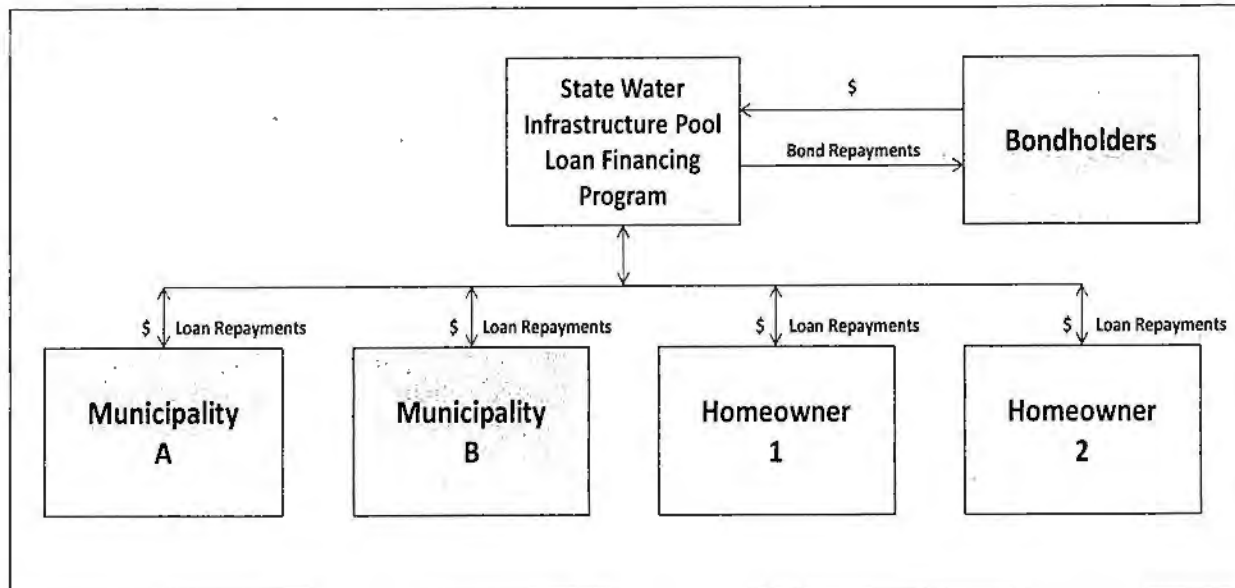 State Water
Infrastructure Pool
Loan Financing
Program
$
Bond Repayments
Bondholders
$ Loan Repayments
$ Loan Repayments
$ Loan Repayments
$ Loan Repayments
Municipality
A
Municipality
B
Homeowner
1
Homeowner
2